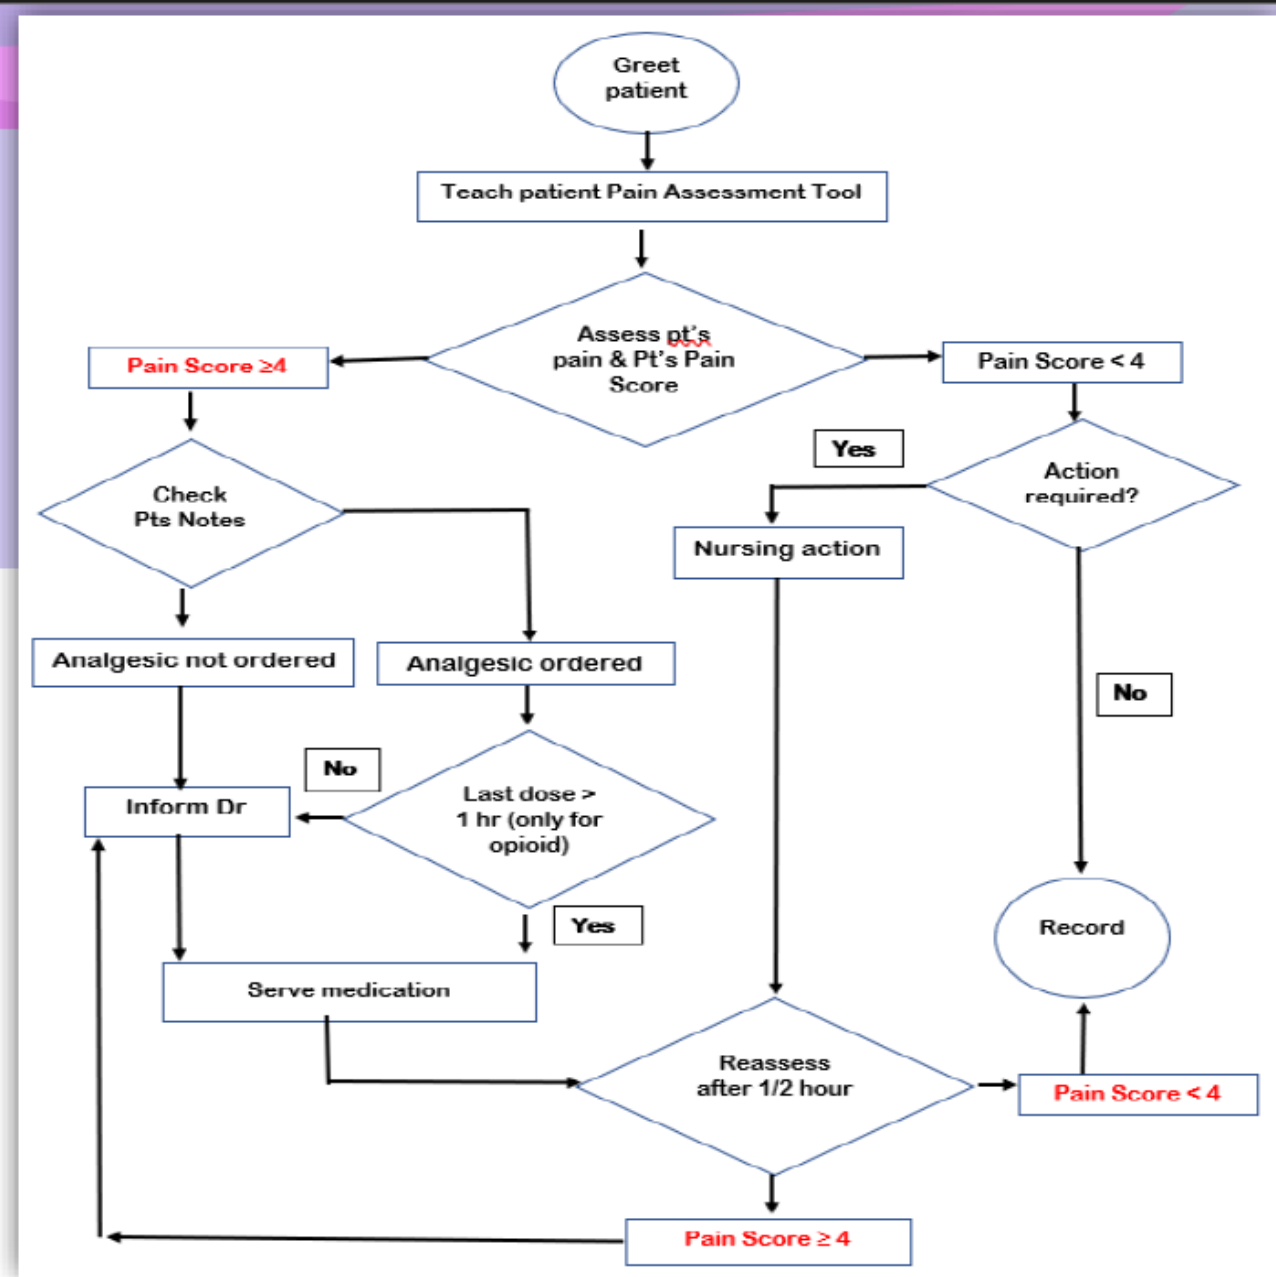 Greet
patient
Teach patient Pain Assessment Tool
Assess pt's
pain & Pt's Pain
Score
Pain Score ≥4
Pain Score < 4
Yes
Action
required?
Check
Pts Notes
Nursing action
Analgesic not ordered
Analgesic ordered
No
No
Last dose >
1 hr (only for
opioid)
Inform Dr
Yes
Record
Serve medication
Reassess
after 1/2 hour
Pain Score < 4
Pain Score ≥ 4